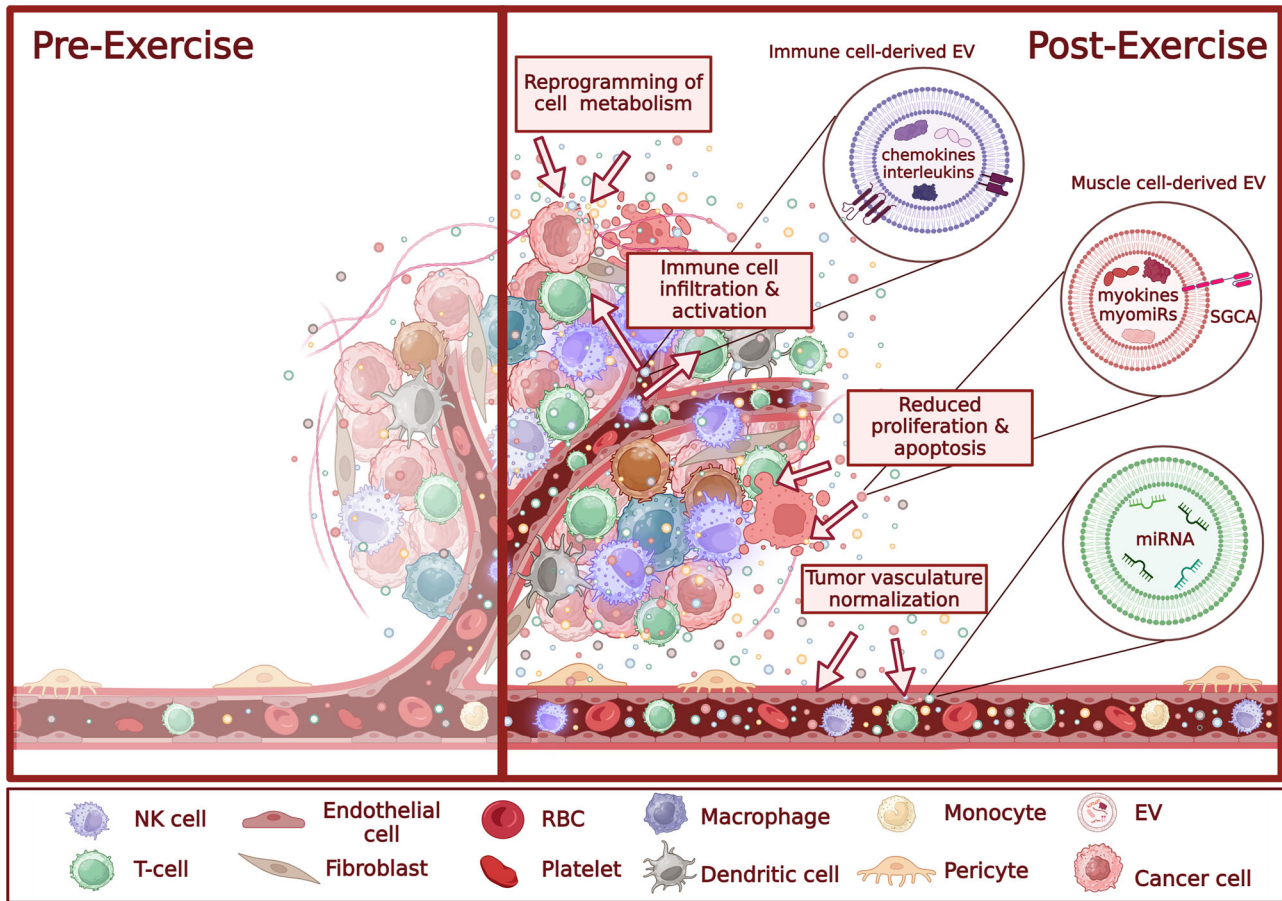 Pre-Exercise
Post-Exercise
Reprogramming of
cell metabolism
Immune cell-derived EV
chemokines
interleukins
Muscle cell-derived EV
myokines
myomiRs
SGCA
Immune cell
infiltration &
activation
Reduced
proliferation &
apoptosis
miRNA
Tumor vasculature
normalization
NK cell
Endothelial
cell
RBC
Macrophage
Monocyte
EV
T-cell
Fibroblast
Platelet
Dendritic cell
Pericyte
Cancer cell